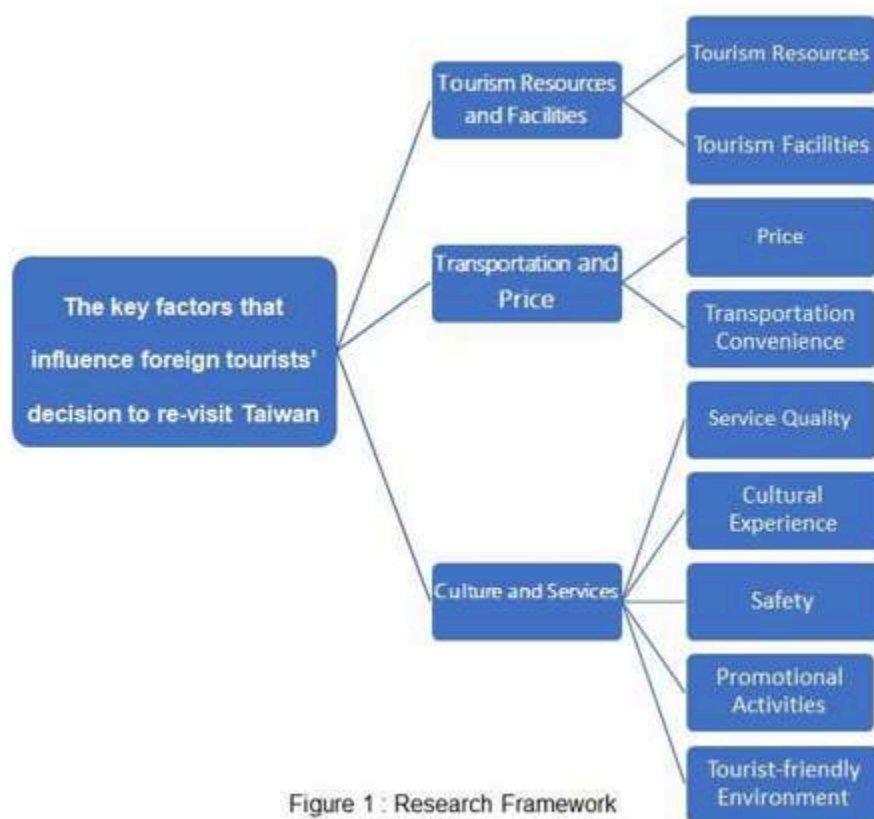 The key factors that
influence foreign tourists'
decision to re-visit Taiwan
Tourism Resources
and Facilities
Tourism Resources
Tourism Facilities
Transportation and
Price
Price
Transportation
Convenience
Culture and Services
Service Quality
Cultural
Experience
Safety
Promotional
Activities
Tourist-friendly
Environment
Figure 1 : Research Framework